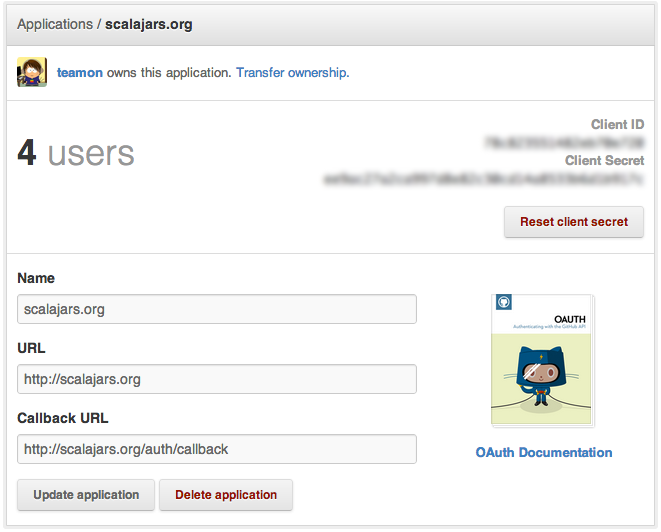 Applications / scalajars.org
teamon owns this application. Transfer ownership.
4 users
Client ID
Client Secret
Reset client secret
Name
scalajars.org
URL
http://scalajars.org
Callback URL
http://scalajars.org/auth/callback
Update application
Delete application
OAUTH
Authenticating with the GitHub API
OAuth Documentation